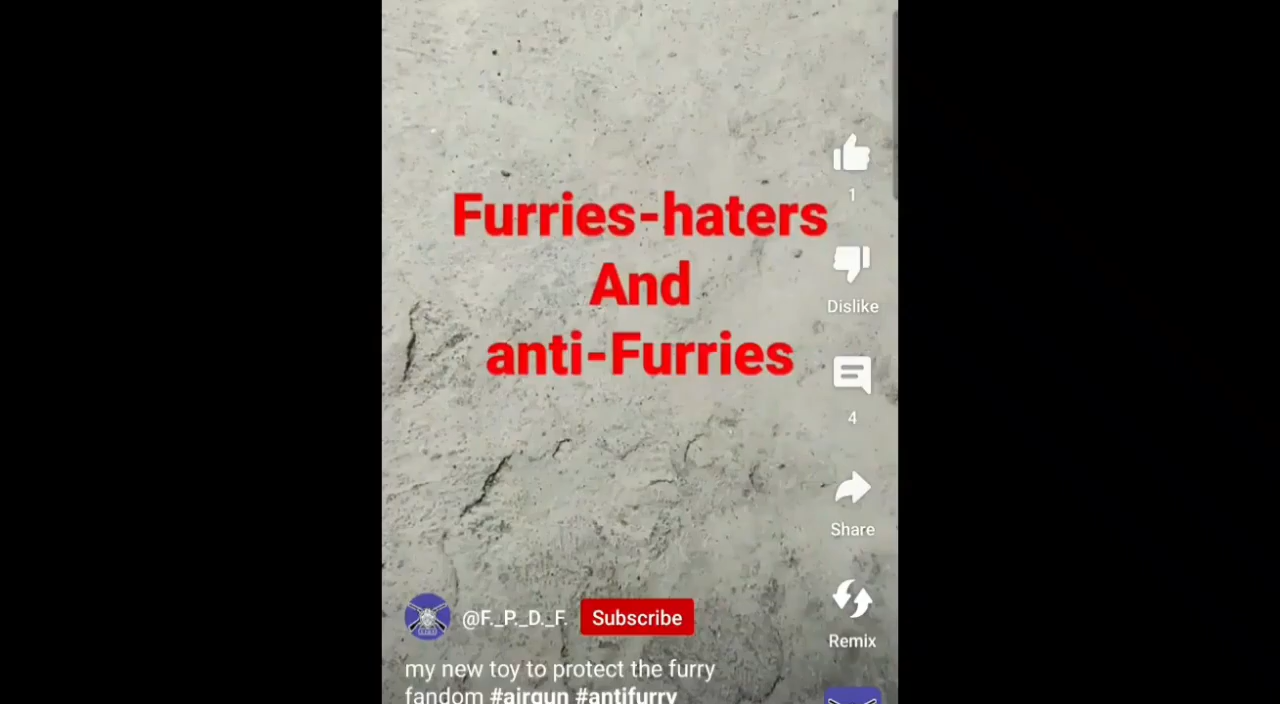 Furries-haters
And
anti-Furries
1
Dislike
4
Share
Remix
@F._P._D._F.
Subscribe
my new toy to protect the furry
fandom #airgun #antifurry